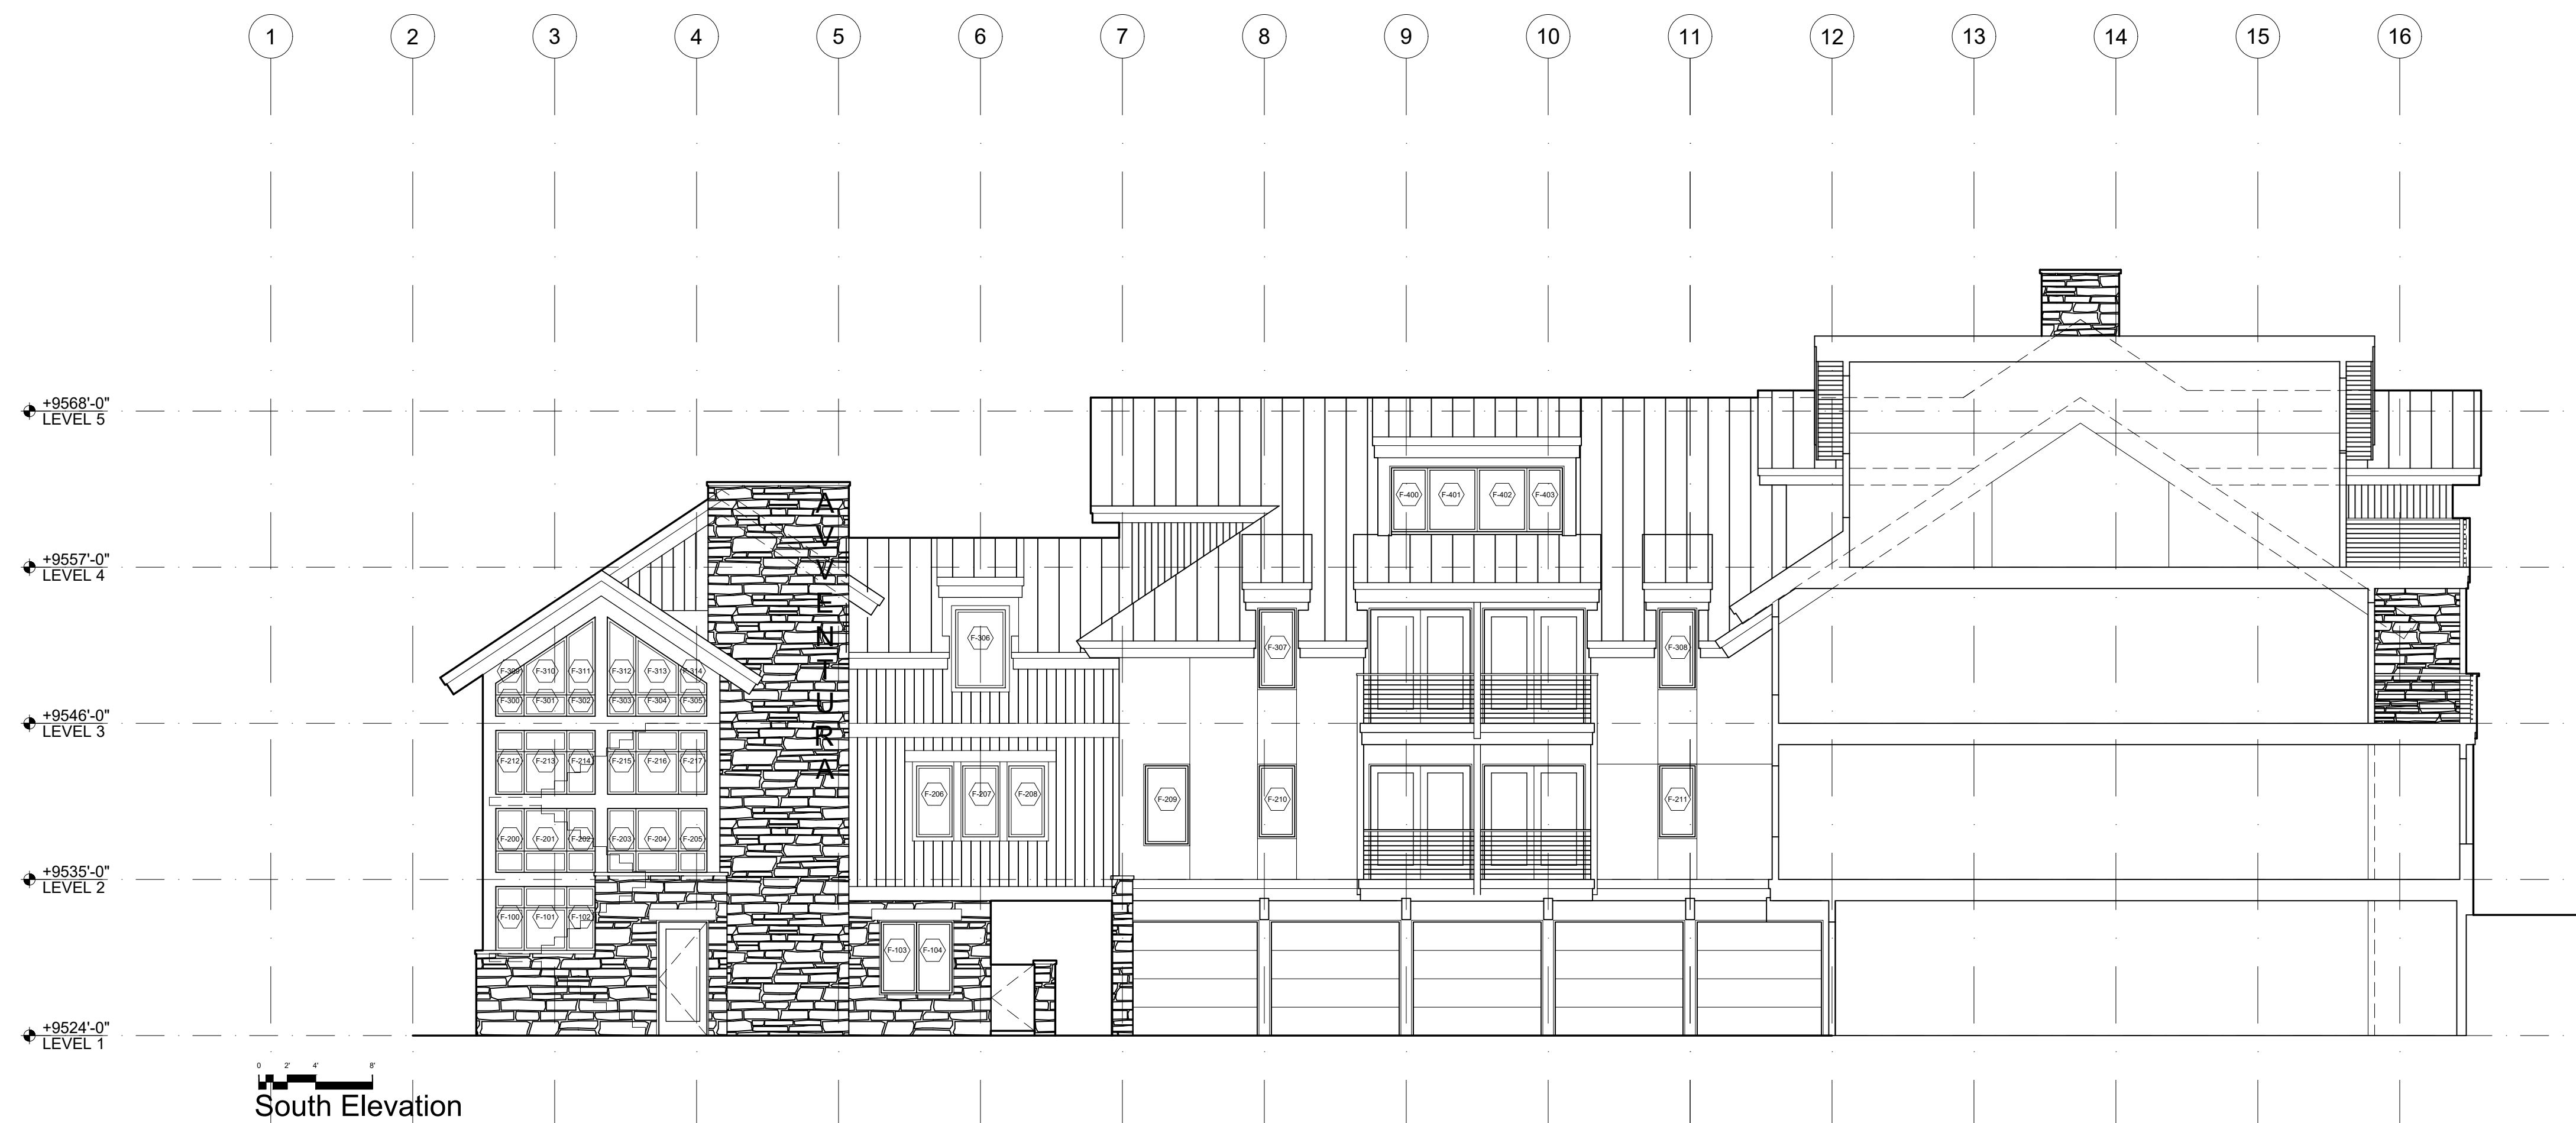 1 2 3 4 5 6 7 8 9 10 11 12 13 14 15 16
+9568'-0"
LEVEL 5
F-400 F-401 F-402 F-403
+9557'-0"
LEVEL 4
AVVENTURA
F-306
F-307 F-308
F-309 F-310 F-311 F-312 F-313 F-314
F-300 F-301 F-302 F-303 F-304 F-305
+9546'-0"
LEVEL 3
F-212 F-213 F-214 F-215 F-216 F-217
F-206 F-207 F-208
F-209 F-210 F-211
F-200 F-201 F-202 F-203 F-204 F-205
+9535'-0"
LEVEL 2
F-100 F-101 F-102
F-103 F-104
+9524'-0"
LEVEL 1
0 2' 4' 8'
South Elevation